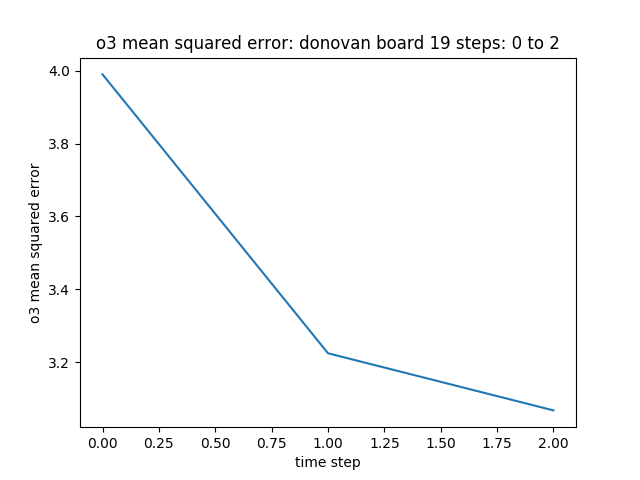 o3 mean squared error: donovan board 19 steps: 0 to 2
o3 mean squared error
4.0
3.8
3.6
3.4
3.2
0.00 0.25 0.50 0.75 1.00 1.25 1.50 1.75 2.00
time step